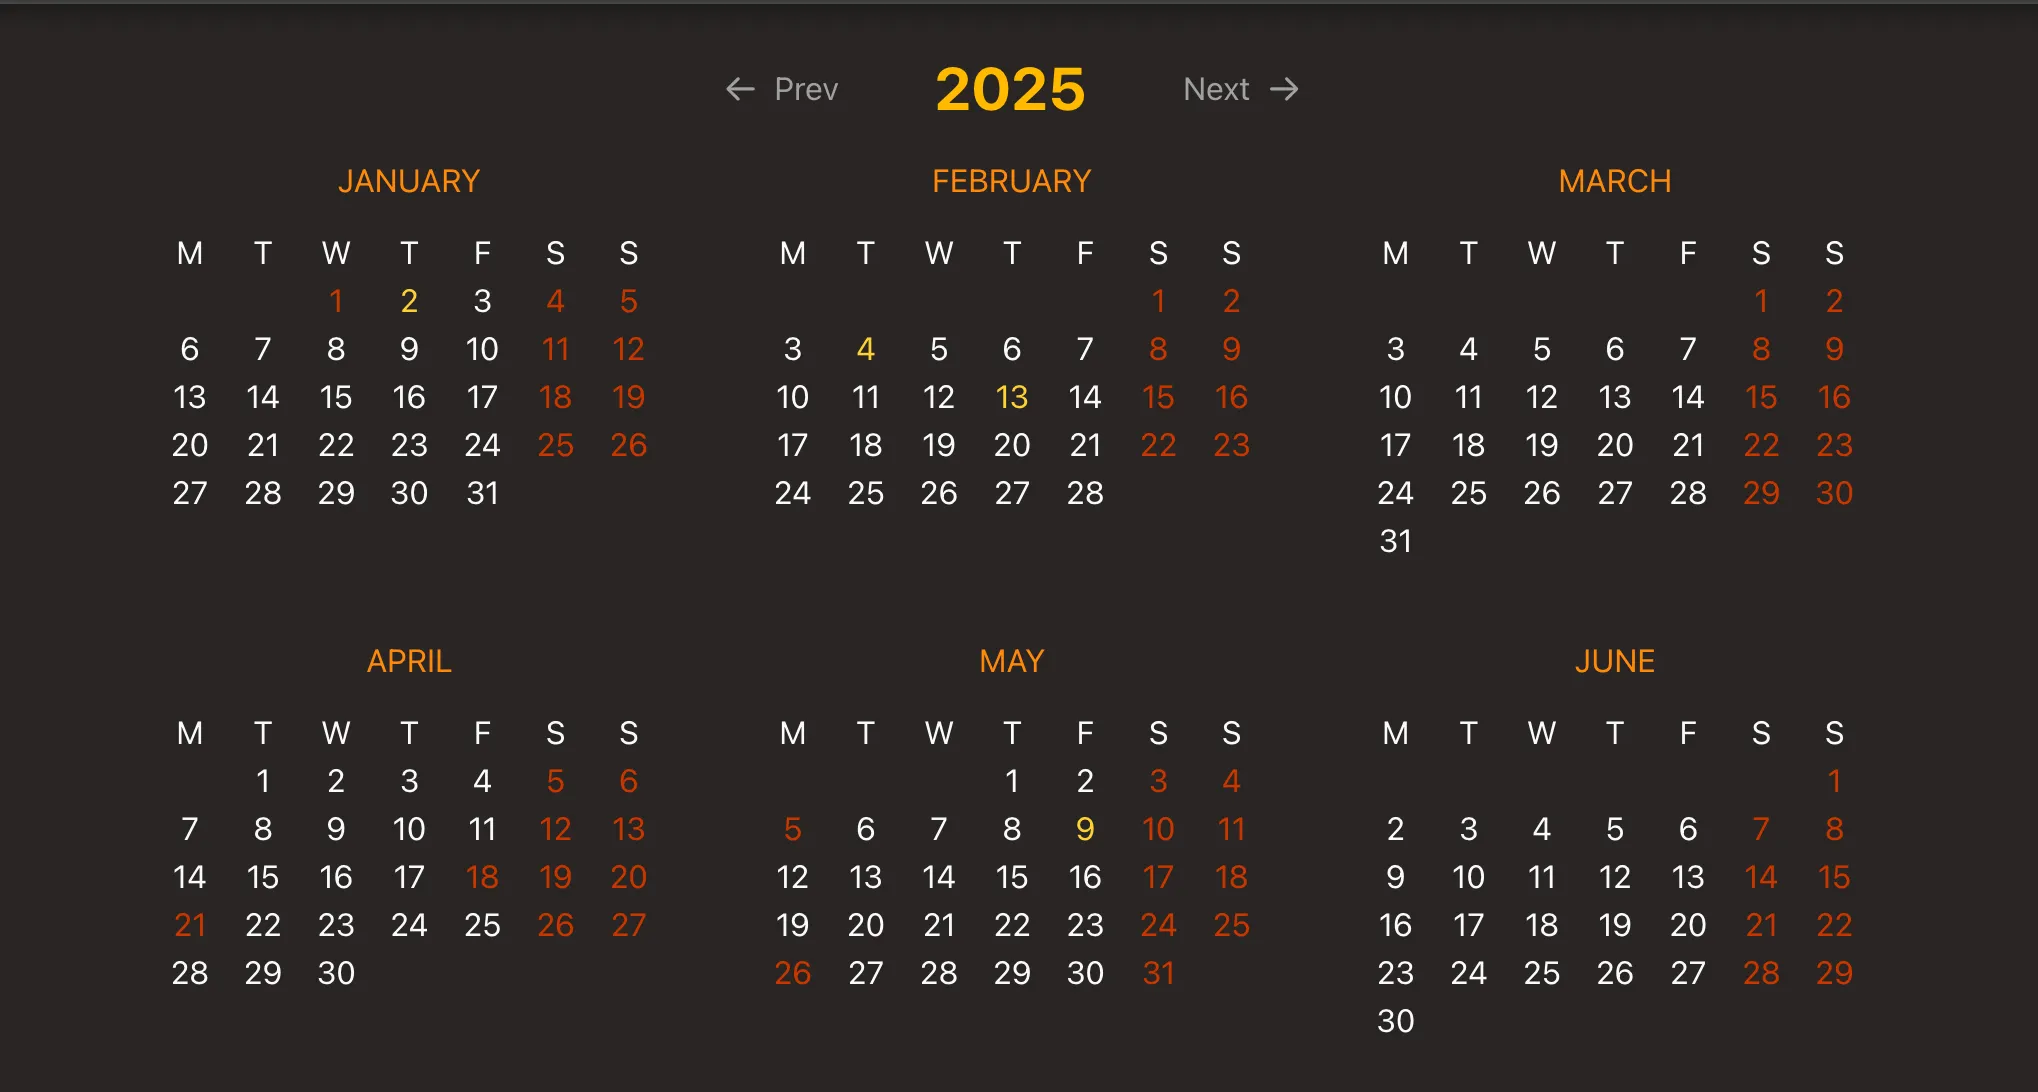 ← Prev 2025 Next →
JANUARY
M T W T F S S
1 2 3 4 5
6 7 8 9 10 11 12
13 14 15 16 17 18 19
20 21 22 23 24 25 26
27 28 29 30 31
FEBRUARY
M T W T F S S
1 2
3 4 5 6 7 8 9
10 11 12 13 14 15 16
17 18 19 20 21 22 23
24 25 26 27 28
MARCH
M T W T F S S
1 2
3 4 5 6 7 8 9
10 11 12 13 14 15 16
17 18 19 20 21 22 23
24 25 26 27 28 29 30
31
APRIL
M T W T F S S
1 2 3 4 5 6
7 8 9 10 11 12 13
14 15 16 17 18 19 20
21 22 23 24 25 26 27
28 29 30
MAY
M T W T F S S
1 2 3 4
5 6 7 8 9 10 11
12 13 14 15 16 17 18
19 20 21 22 23 24 25
26 27 28 29 30 31
JUNE
M T W T F S S
1
2 3 4 5 6 7 8
9 10 11 12 13 14 15
16 17 18 19 20 21 22
23 24 25 26 27 28 29
30